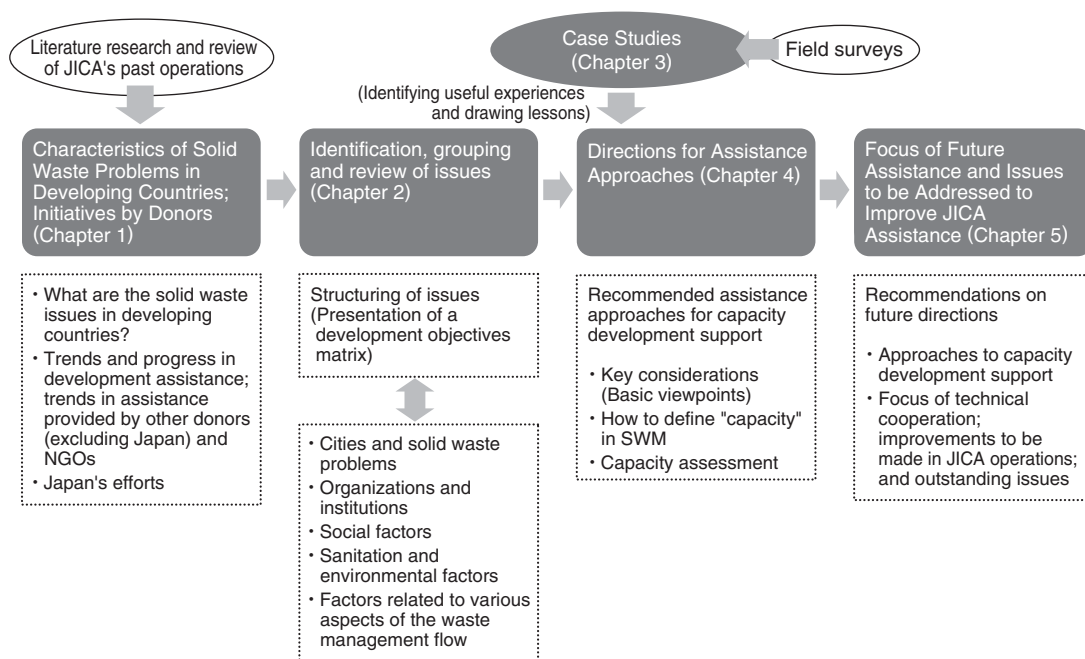 Literature research and review
of JICA's past operations
Case Studies
(Chapter 3)
Field surveys
(Identifying useful experiences
and drawing lessons)
Characteristics of Solid
Waste Problems in
Developing Countries;
Initiatives by Donors
(Chapter 1)
Identification, grouping
and review of issues
(Chapter 2)
Directions for Assistance
Approaches (Chapter 4)
Focus of Future
Assistance and Issues
to be Addressed to
Improve JICA
Assistance (Chapter 5)
・What are the solid waste
issues in developing
countries?
・Trends and progress in
development assistance;
trends in assistance
provided by other donors
(excluding Japan) and
NGOs
・Japan's efforts
Structuring of issues
(Presentation of a
development objectives
matrix)
・Cities and solid waste
problems
・Organizations and
institutions
・Social factors
・Sanitation and
environmental factors
・Factors related to various
aspects of the waste
management flow
Recommended assistance
approaches for capacity
development support
・Key considerations
(Basic viewpoints)
・How to define "capacity"
in SWM
・Capacity assessment
Recommendations on
future directions
・Approaches to capacity
development support
・Focus of technical
cooperation;
improvements to be
made in JICA operations;
and outstanding issues